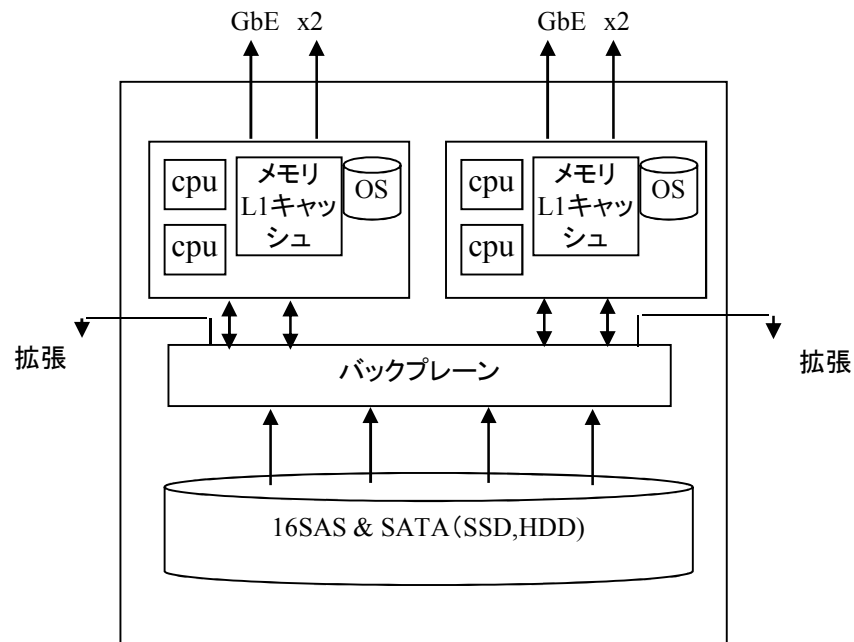 GbE x2
GbE x2
cpu
cpu
メモリ
L1キャッ
シュ
OS
cpu
cpu
メモリ
L1キャッ
シュ
OS
拡張
拡張
バックプレーン
16SAS & SATA（SSD,HDD)